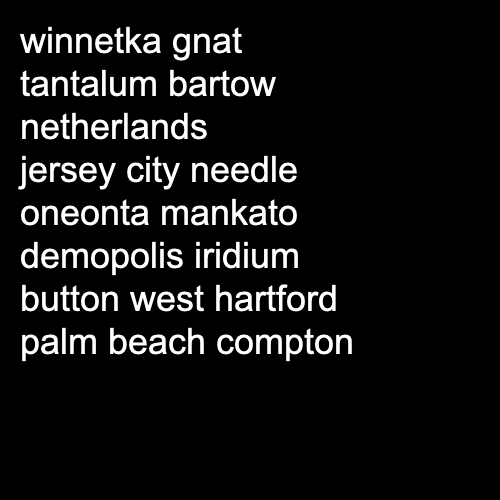 winnetka gnat
tantalum bartow
netherlands
jersey city needle
oneonta mankato
demopolis iridium
button west hartford
palm beach compton